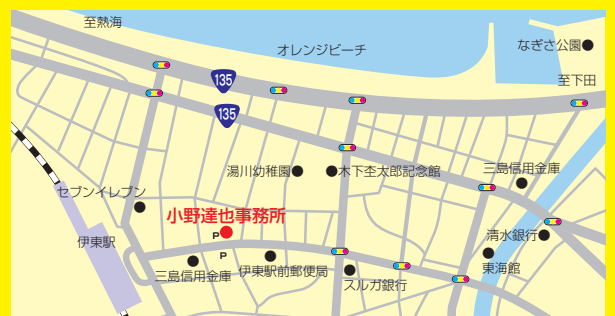 至熱海
オレンジビーチ
なぎさ公園
至下田
135
135
湯川幼稚園
木下杢太郎記念館
三島信用金庫
セブンイレブン
小野達也事務所
P
P
伊東駅
三島信用金庫
伊東駅前郵便局
スルガ銀行
清水銀行
東海館